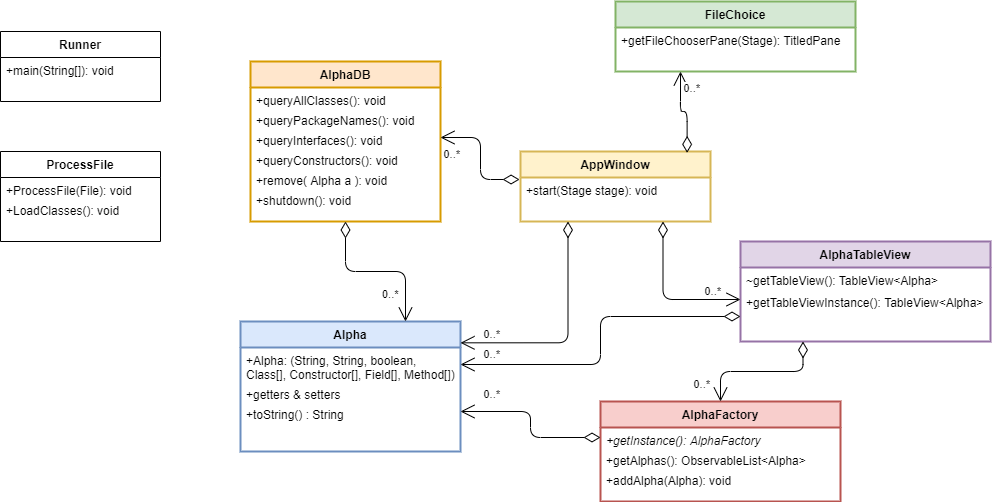 FileChoice
+getFileChooserPane(Stage): TitledPane
Runner
+main(String[]): void
AlphaDB
+queryAllClasses(): void
+queryPackageNames(): void
+queryInterfaces(): void
+queryConstructors(): void
+remove( Alpha a ): void
+shutdown(): void
0..*
0..*
AppWindow
+start(Stage stage): void
ProcessFile
+ProcessFile(File): void
+LoadClasses(): void
AlphaTableView
~getTableView(): TableView<Alpha>
+getTableViewInstance(): TableView<Alpha>
0..*
0..*
Alpha
+Alpha: (String, String, boolean,
Class[], Constructor[], Field[], Method[])
+getters & setters
+toString() : String
0..*
0..*
0..*
0..*
AlphaFactory
+getInstance(): AlphaFactory
+getAlphas(): ObservableList<Alpha>
+addAlpha(Alpha): void